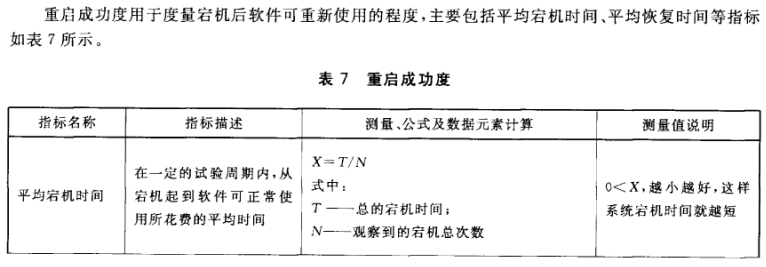 重启成功度用于度量宕机后软件可重新使用的程度,主要包括平均宕机时间、平均恢复时间等指标
如表 7 所示。
表 7 重启成功度
指标名称 指标描述 测量、公式及数据元素计算 测量值说明
平均宕机时间
在一定的试验周期内,从
宕机起到软件可正常使
用所花费的平均时间
X=T/N
式中:
T ——总的宕机时间;
N——观察到的宕机总次数
0<X,越小越好,这样
系统宕机时间就越短